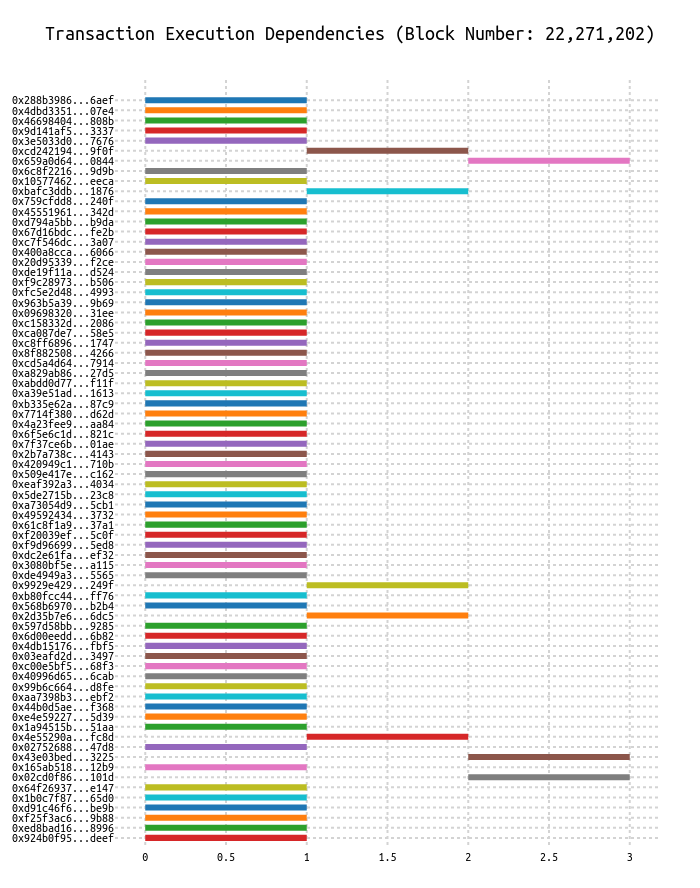 Transaction Execution Dependencies (Block Number: 22,271,202)
0x288b3986...6aef
0x4dbd3351...07e4
0x46698404...808b
0x9d141af5...3337
0x3e5033d0...7676
0xcd242194...9f0f
0x659a0d64...0844
0x6c8f2216...9d9b
0x10577462...eeca
0xbafc3ddb...1876
0x759cfdd8...240f
0x45551961...342d
0xd794a5bb...b9da
0x67d16bdc...fe2b
0xc7f546dc...3a07
0x400a8cca...6066
0x20d95339...f2ce
0xde19f11a...d524
0xf9c28973...b506
0xfc5e2d48...4993
0x963b5a39...9b69
0x09698320...31ee
0xc158332d...2086
0xca087de7...58e5
0xc8ff6896...1747
0x8f882508...4266
0xcd5a4d64...7914
0xa829ab86...27d5
0xabdd0d77...f11f
0xa39e51ad...1613
0xb335e62a...87c9
0x7714f380...d62d
0x4a23fee9...aa84
0x6f5e6c1d...821c
0x7f37ce6b...01ae
0x2b7a738c...4143
0x420949c1...710b
0x509e417e...c162
0xeaf392a3...4034
0x5de2715b...23c8
0xa73054d9...5cb1
0x49592434...3732
0x61c8f1a9...37a1
0xf20039ef...5c0f
0xf9d96699...5ed8
0xdc2e61fa...ef32
0x3080bf5e...a115
0xde4949a3...5565
0x9929e429...249f
0xb80fcc44...ff76
0x568b6970...b2b4
0x2d35b7e6...6dc5
0x597d58bb...9285
0x6d00eedd...6b82
0x4db15176...fbf5
0x03eafd2d...3497
0xc00e5bf5...68f3
0x40996d65...6cab
0x99b6c664...d8fe
0xaa7398b3...ebf2
0x44b0d5ae...f368
0xe4e59227...5d39
0x1a94515b...51aa
0x4e55290a...fc8d
0x02752688...47d8
0x43e03bed...3225
0x165ab518...12b9
0x02cd0f86...101d
0x64f26937...e147
0x1b0c7f87...65d0
0xd91c46f6...be9b
0xf25f3ac6...9b88
0xed8bad16...8996
0x924b0f95...deef
0 0.5 1 1.5 2 2.5 3